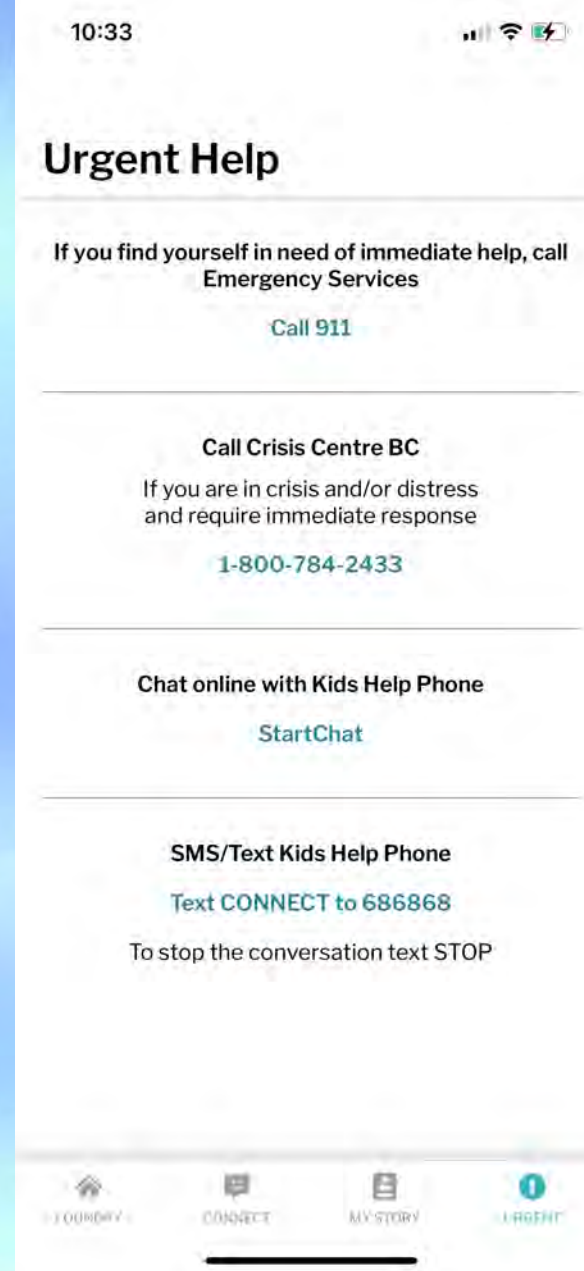 10:33
Urgent Help
If you find yourself in need of immediate help, call
Emergency Services
Call 911
Call Crisis Centre BC
If you are in crisis and/or distress
and require immediate response
1-800-784-2433
Chat online with Kids Help Phone
StartChat
SMS/Text Kids Help Phone
Text CONNECT to 686868
To stop the conversation text STOP
FOUNDRY CONNECT MY STORY URGENT